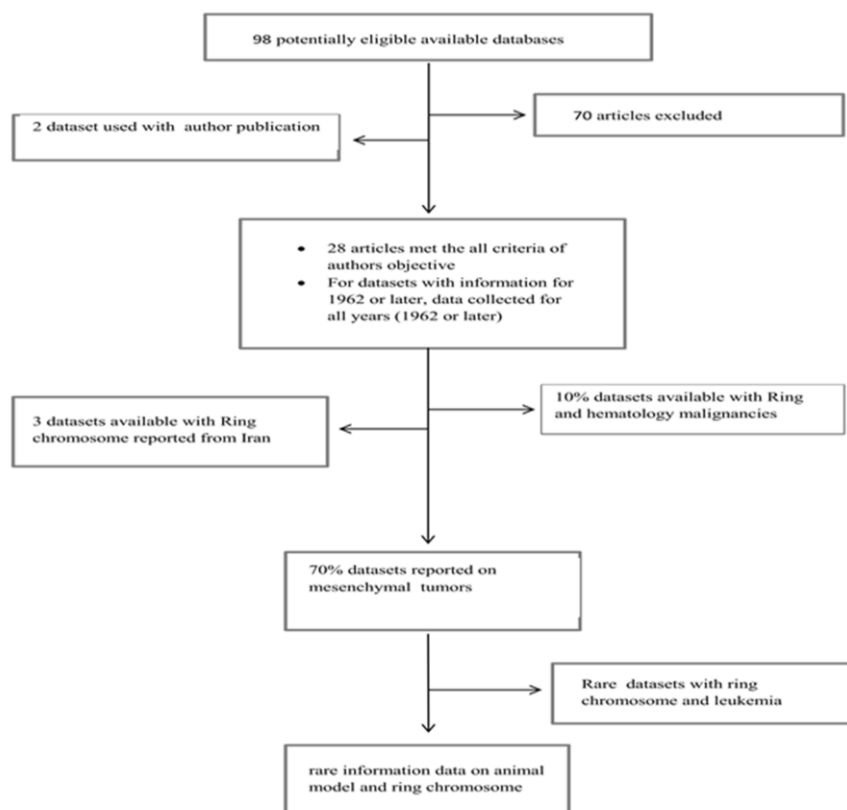 98 potentially eligible available databases
2 dataset used with author publication
70 articles excluded
• 28 articles met the all criteria of
authors objective
• For datasets with information for
1962 or later, data collected for
all years (1962 or later)
3 datasets available with Ring
chromosome reported from Iran
10% datasets available with Ring
and hematology malignancies
70% datasets reported on
mesenchymal tumors
Rare datasets with ring
chromosome and leukemia
rare information data on animal
model and ring chromosome